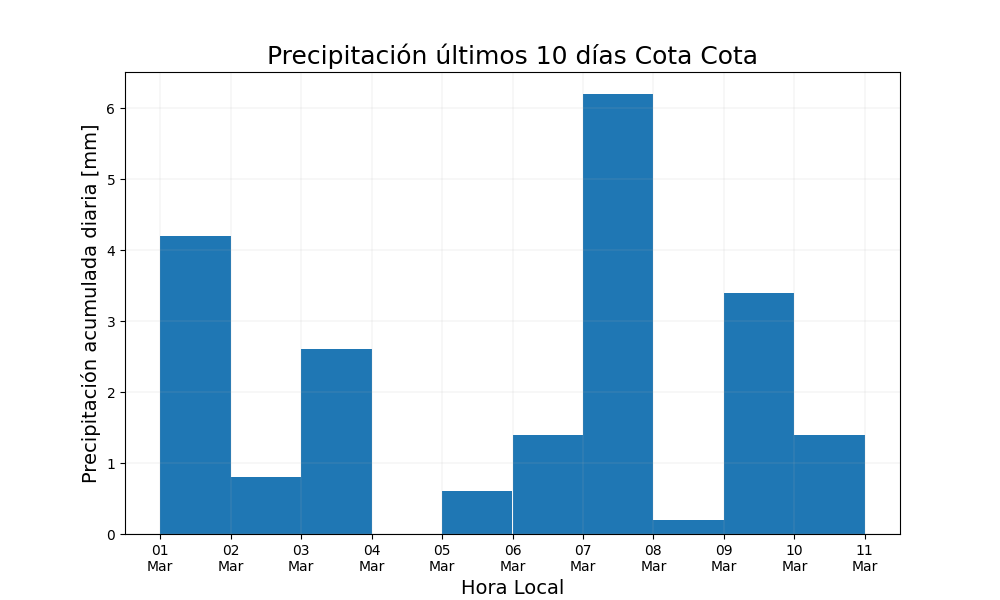 Precipitación últimos 10 días Cota Cota
Precipitación acumulada diaria [mm]
6
5
4
3
2
1
0
01 02 03 04 05 06 07 08 09 10 11
Mar Mar Mar Mar Mar Mar Mar Mar Mar Mar Mar
Hora Local